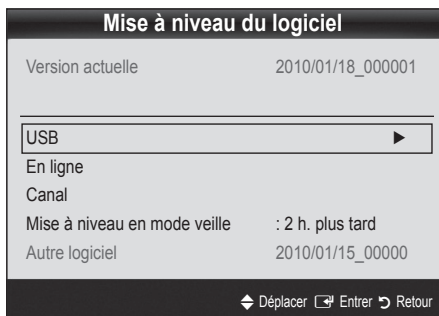 Mise à niveau du logiciel
Version actuelle 2010/01/18_000001
USB ►
En ligne
Canal
Mise à niveau en mode veille : 2 h. plus tard
Autre logiciel 2010/01/15_00000
Déplacer Entrer Retour